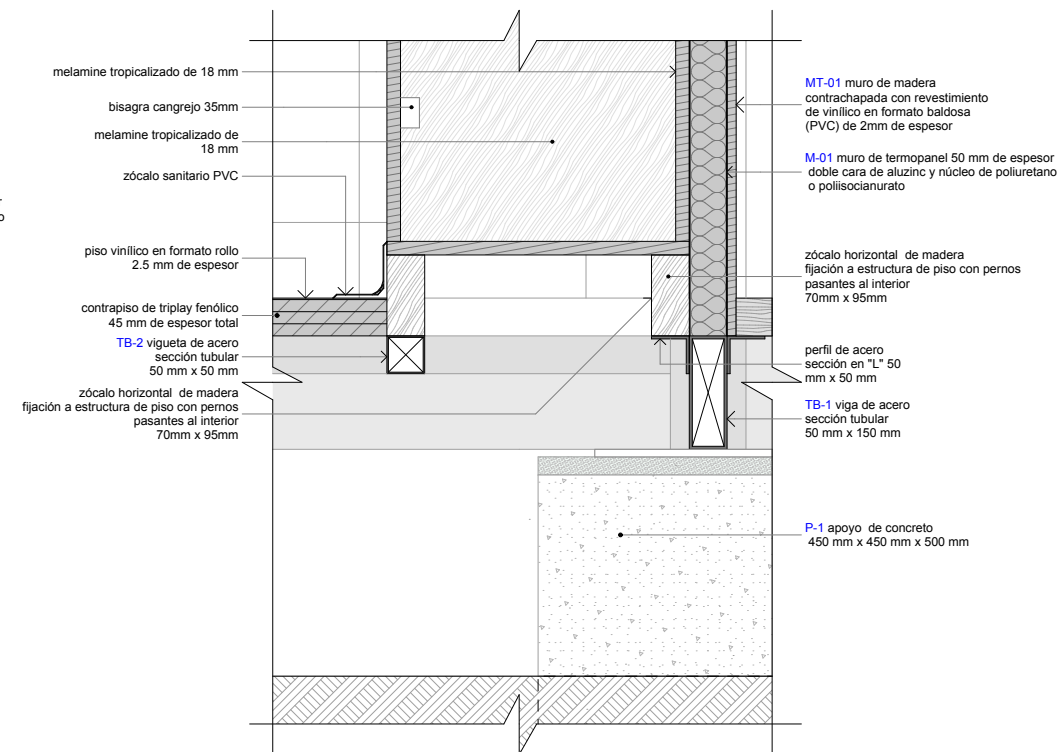 melamine tropicalizado de 18 mm
bisagra cangrejo 35mm
melamine tropicalizado de
18 mm
zócalo sanitario PVC
piso vinílico en formato rollo
2.5 mm de espesor
contrapiso de triplay fenólico
45 mm de espesor total
TB-2 vigueta de acero
sección tubular
50 mm x 50 mm
zócalo horizontal de madera
fijación a estructura de piso con pernos
pasantes al interior
70mm x 95mm
MT-01 muro de madera
contrachapada con revestimiento
de vinílico en formato baldosa
(PVC) de 2mm de espesor
M-01 muro de termopanel 50 mm de espesor
doble cara de aluzinc y núcleo de poliuretano
o poliisocianurato
zócalo horizontal de madera
fijación a estructura de piso con pernos
pasantes al interior
70mm x 95mm
perfil de acero
sección en "L" 50
mm x 50 mm
TB-1 viga de acero
sección tubular
50 mm x 150 mm
P-1 apoyo de concreto
450 mm x 450 mm x 500 mm